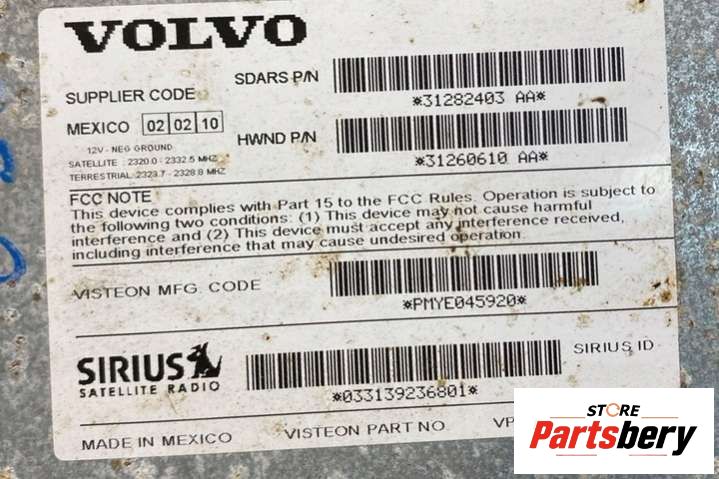 VOLVO
SDARS P/N
*31282403 AA*
SUPPLIER CODE
MEXICO 02 02 10
HWND P/N
*31260610 AA*
12V - NEG GROUND
SATELLITE : 2320.0 - 2332.5 MHZ
TERRESTRIAL 2323.7 - 2328.8 MHZ
FCC NOTE
This device complies with Part 15 to the FCC Rules. Operation is subject to
the following two conditions: (1) This device may not cause harmful
interference and (2) This device must accept any interference received,
including interference that may cause undesired operation.
VISTEON MFG. CODE
*PMYE045920*
SIRIUS
SATELLITE RADIO
SIRIUS ID
*033139236801*
MADE IN MEXICO
VISTEON PART NO.
STORE
Partsbery